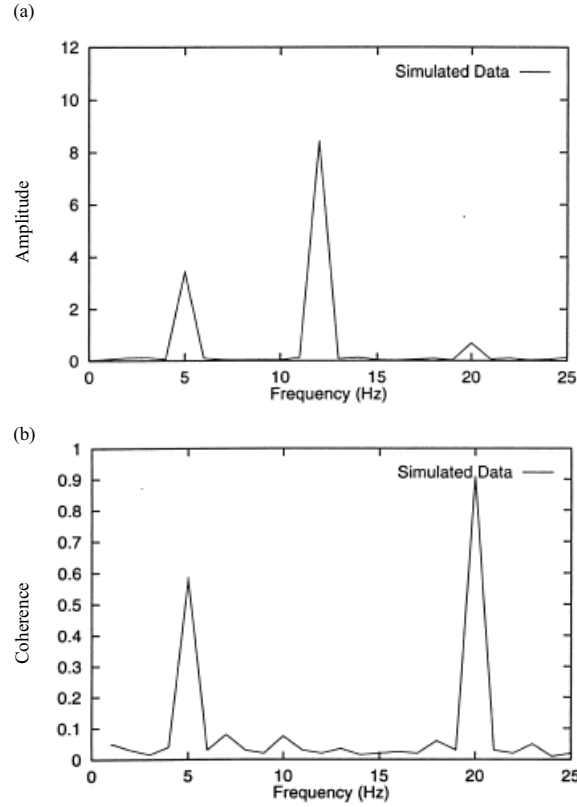 (a)
12
10
8
6
4
2
0
Simulated Data
Amplitude
0 5 10 15 20 25
Frequency (Hz)
(b)
1
0.9
0.8
0.7
0.6
0.5
0.4
0.3
0.2
0.1
0
Simulated Data
Coherence
0 5 10 15 20 25
Frequency (Hz)